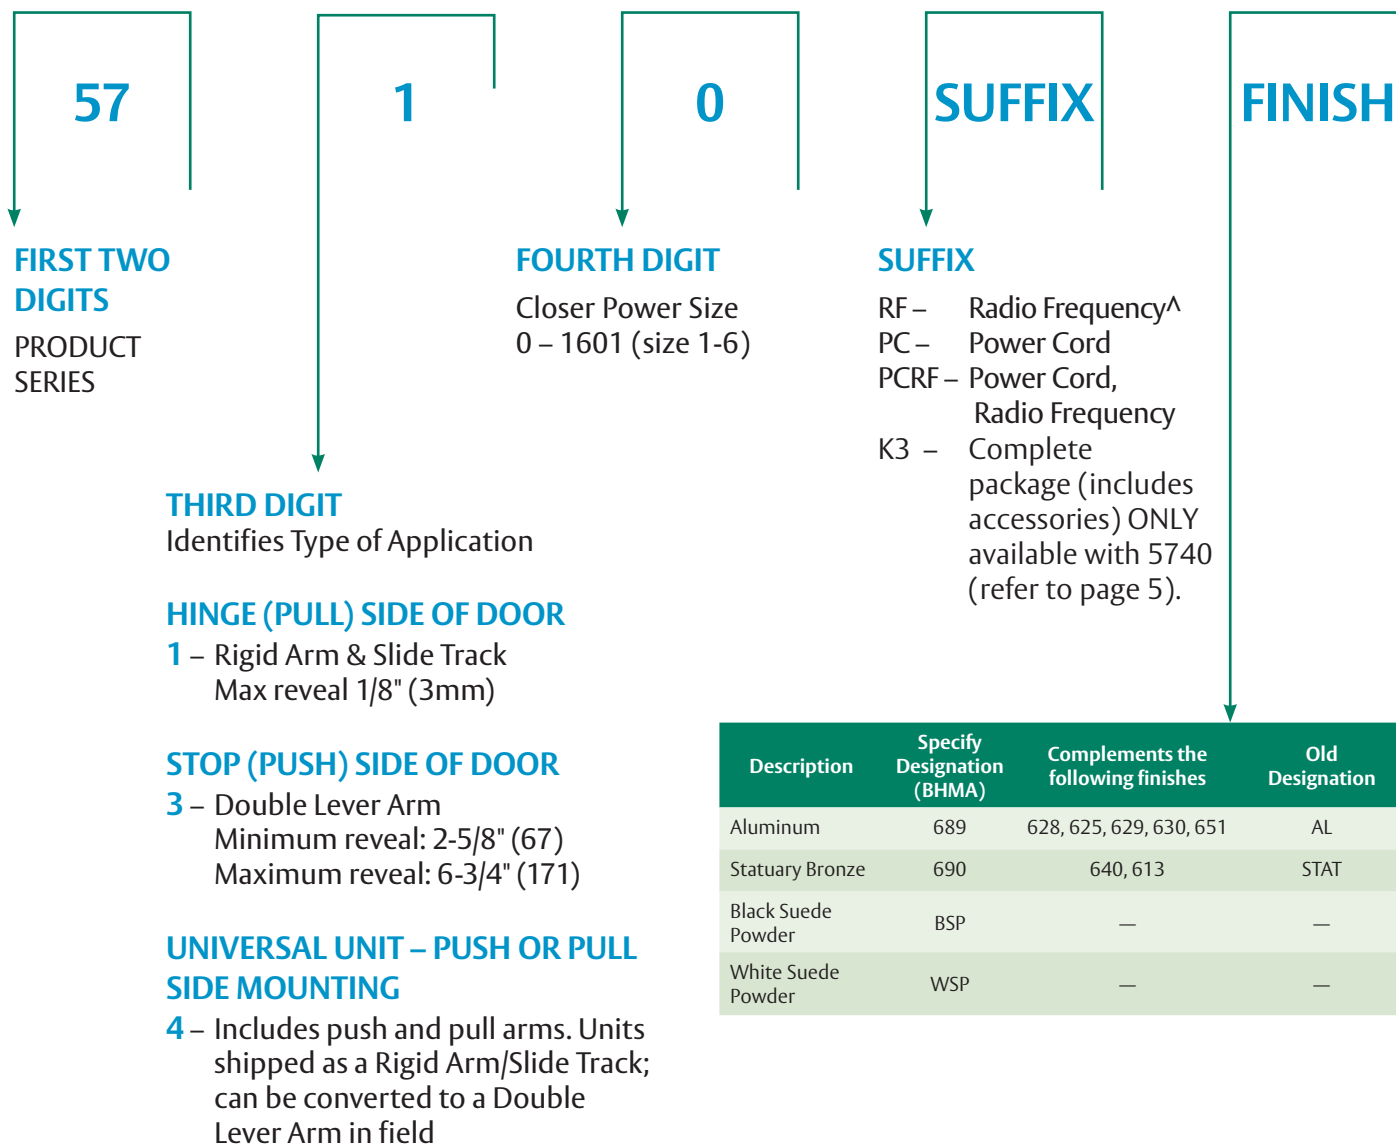 57 1 0 SUFFIX FINISH
FIRST TWO
DIGITS
PRODUCT
SERIES
THIRD DIGIT
Identifies Type of Application
HINGE (PULL) SIDE OF DOOR
1 – Rigid Arm & Slide Track
Max reveal 1/8" (3mm)
STOP (PUSH) SIDE OF DOOR
3 – Double Lever Arm
Minimum reveal: 2-5/8" (67)
Maximum reveal: 6-3/4" (171)
UNIVERSAL UNIT – PUSH OR PULL
SIDE MOUNTING
4 – Includes push and pull arms. Units
shipped as a Rigid Arm/Slide Track;
can be converted to a Double
Lever Arm in field
FOURTH DIGIT
Closer Power Size
0 – 1601 (size 1-6)
SUFFIX
RF – Radio Frequency^
PC – Power Cord
PCRF – Power Cord,
Radio Frequency
K3 – Complete
package (includes
accessories) ONLY
available with 5740
(refer to page 5).
Description
Specify
Designation
(BHMA)
Complements the
following finishes
Old
Designation
Aluminum 689 628, 625, 629, 630, 651 AL
Statuary Bronze 690 640, 613 STAT
Black Suede
Powder
BSP — —
White Suede
Powder
WSP — —